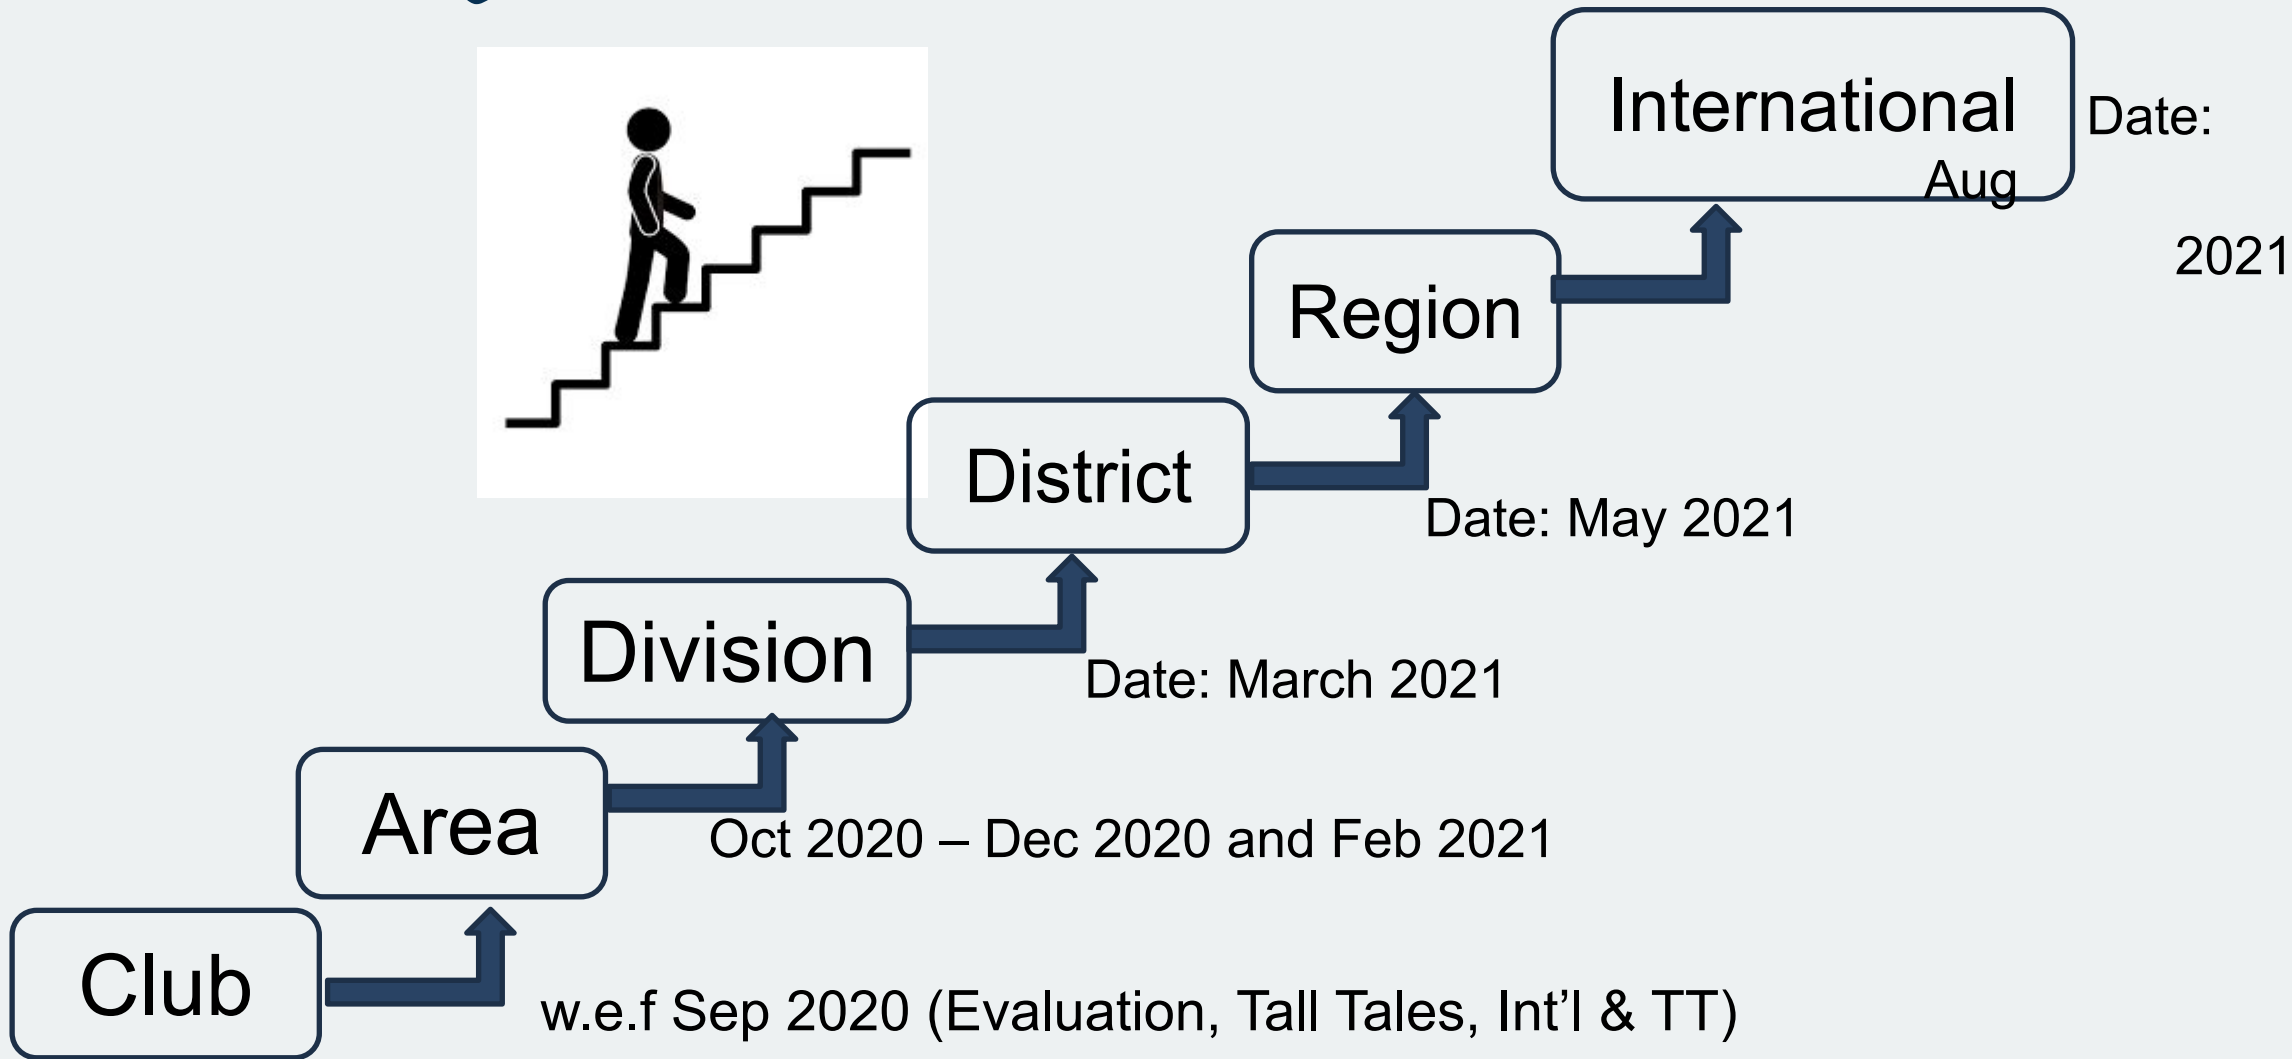 International
Date:
Aug
2021
Region
District
Date: May 2021
Division
Date: March 2021
Area
Oct 2020 – Dec 2020 and Feb 2021
Club
w.e.f Sep 2020 (Evaluation, Tall Tales, Int’l & TT)